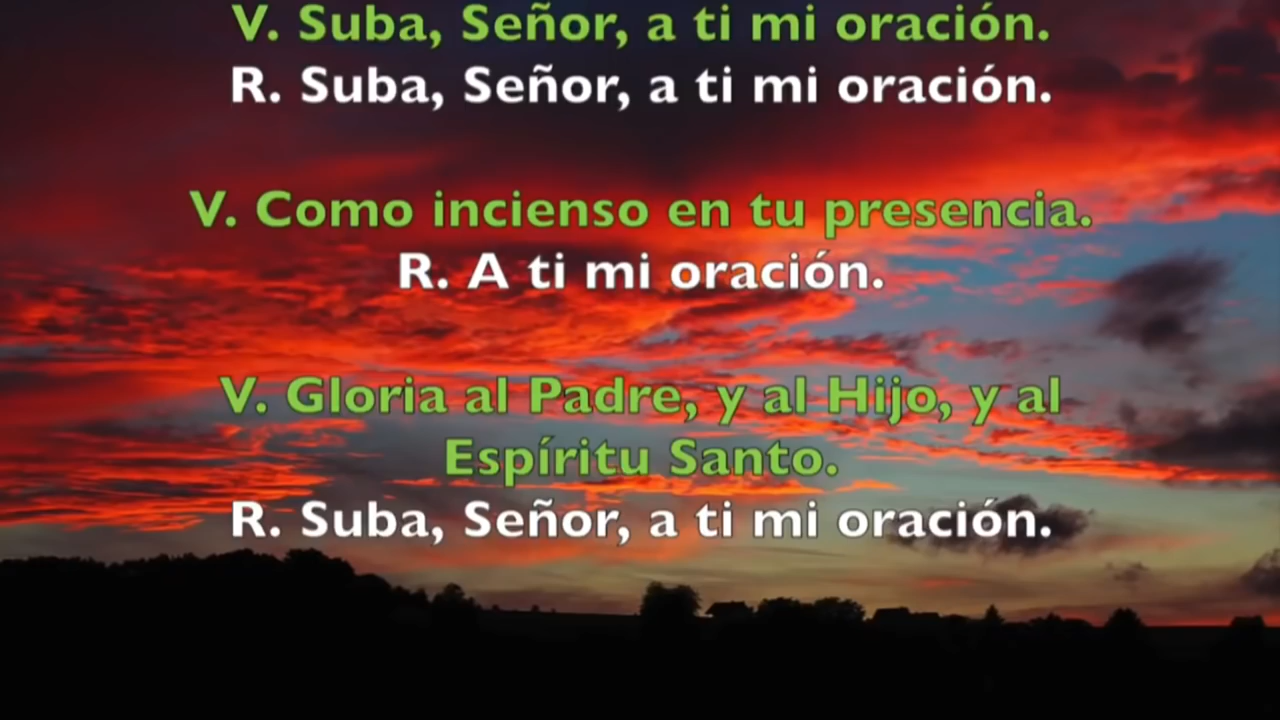 V. Suba, Señor, a ti mi oración.
R. Suba, Señor, a ti mi oración.
V. Como incienso en tu presencia.
R. A ti mi oración.
V. Gloria al Padre, y al Hijo, y al
Espíritu Santo.
R. Suba, Señor, a ti mi oración.